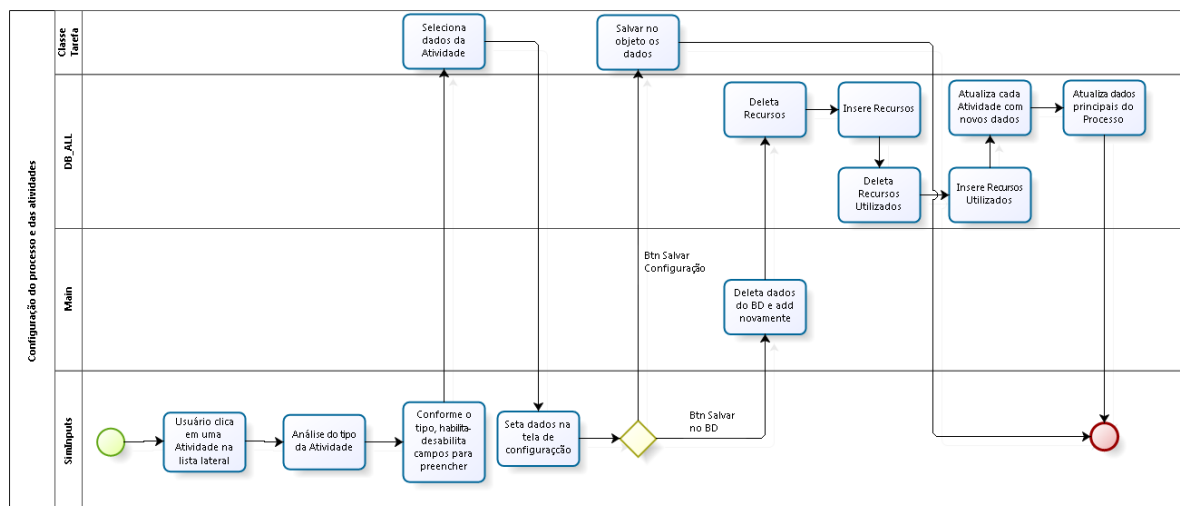 Configuração do processo e das atividades
Classe
Tarefa
Seleciona
dados da
Atividade
Salvar no
objeto os
dados
DB_ALL
Deleta
Recursos
Insere Recursos
Atualiza cada
Atividade com
novos dados
Atualiza dados
principais do
Processo
Deleta
Recursos
Utilizados
Insere Recursos
Utilizados
Main
Btn Salvar
Configuração
Deleta dados
do BD e add
novamente
SimInputs
Usuário clica
em uma
Atividade na
lista lateral
Análise do tipo
da Atividade
Conforme o
tipo, habilita-
desabilita
campos para
preencher
Seta dados na
tela de
configuraçcão
Btn Salvar
no BD